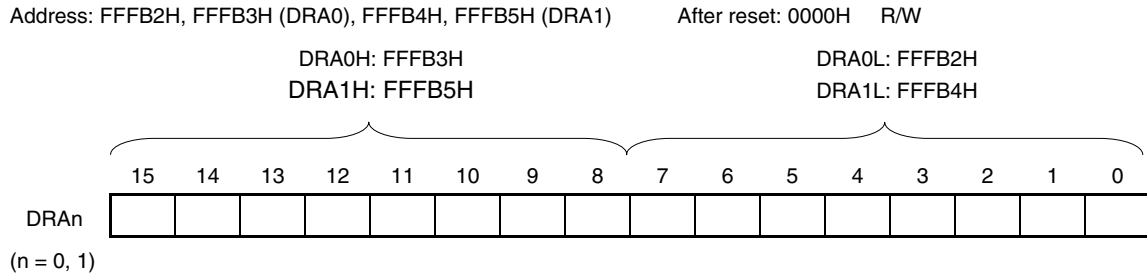 Address: FFFB2H, FFFB3H (DRA0), FFFB4H, FFFB5H (DRA1) After reset: 0000H R/W
DRA0H: FFFB3H DRA0L: FFFB2H
DRA1H: FFFB5H DRA1L: FFFB4H
15 14 13 12 11 10 9 8 7 6 5 4 3 2 1 0
DRAn
(n = 0, 1)